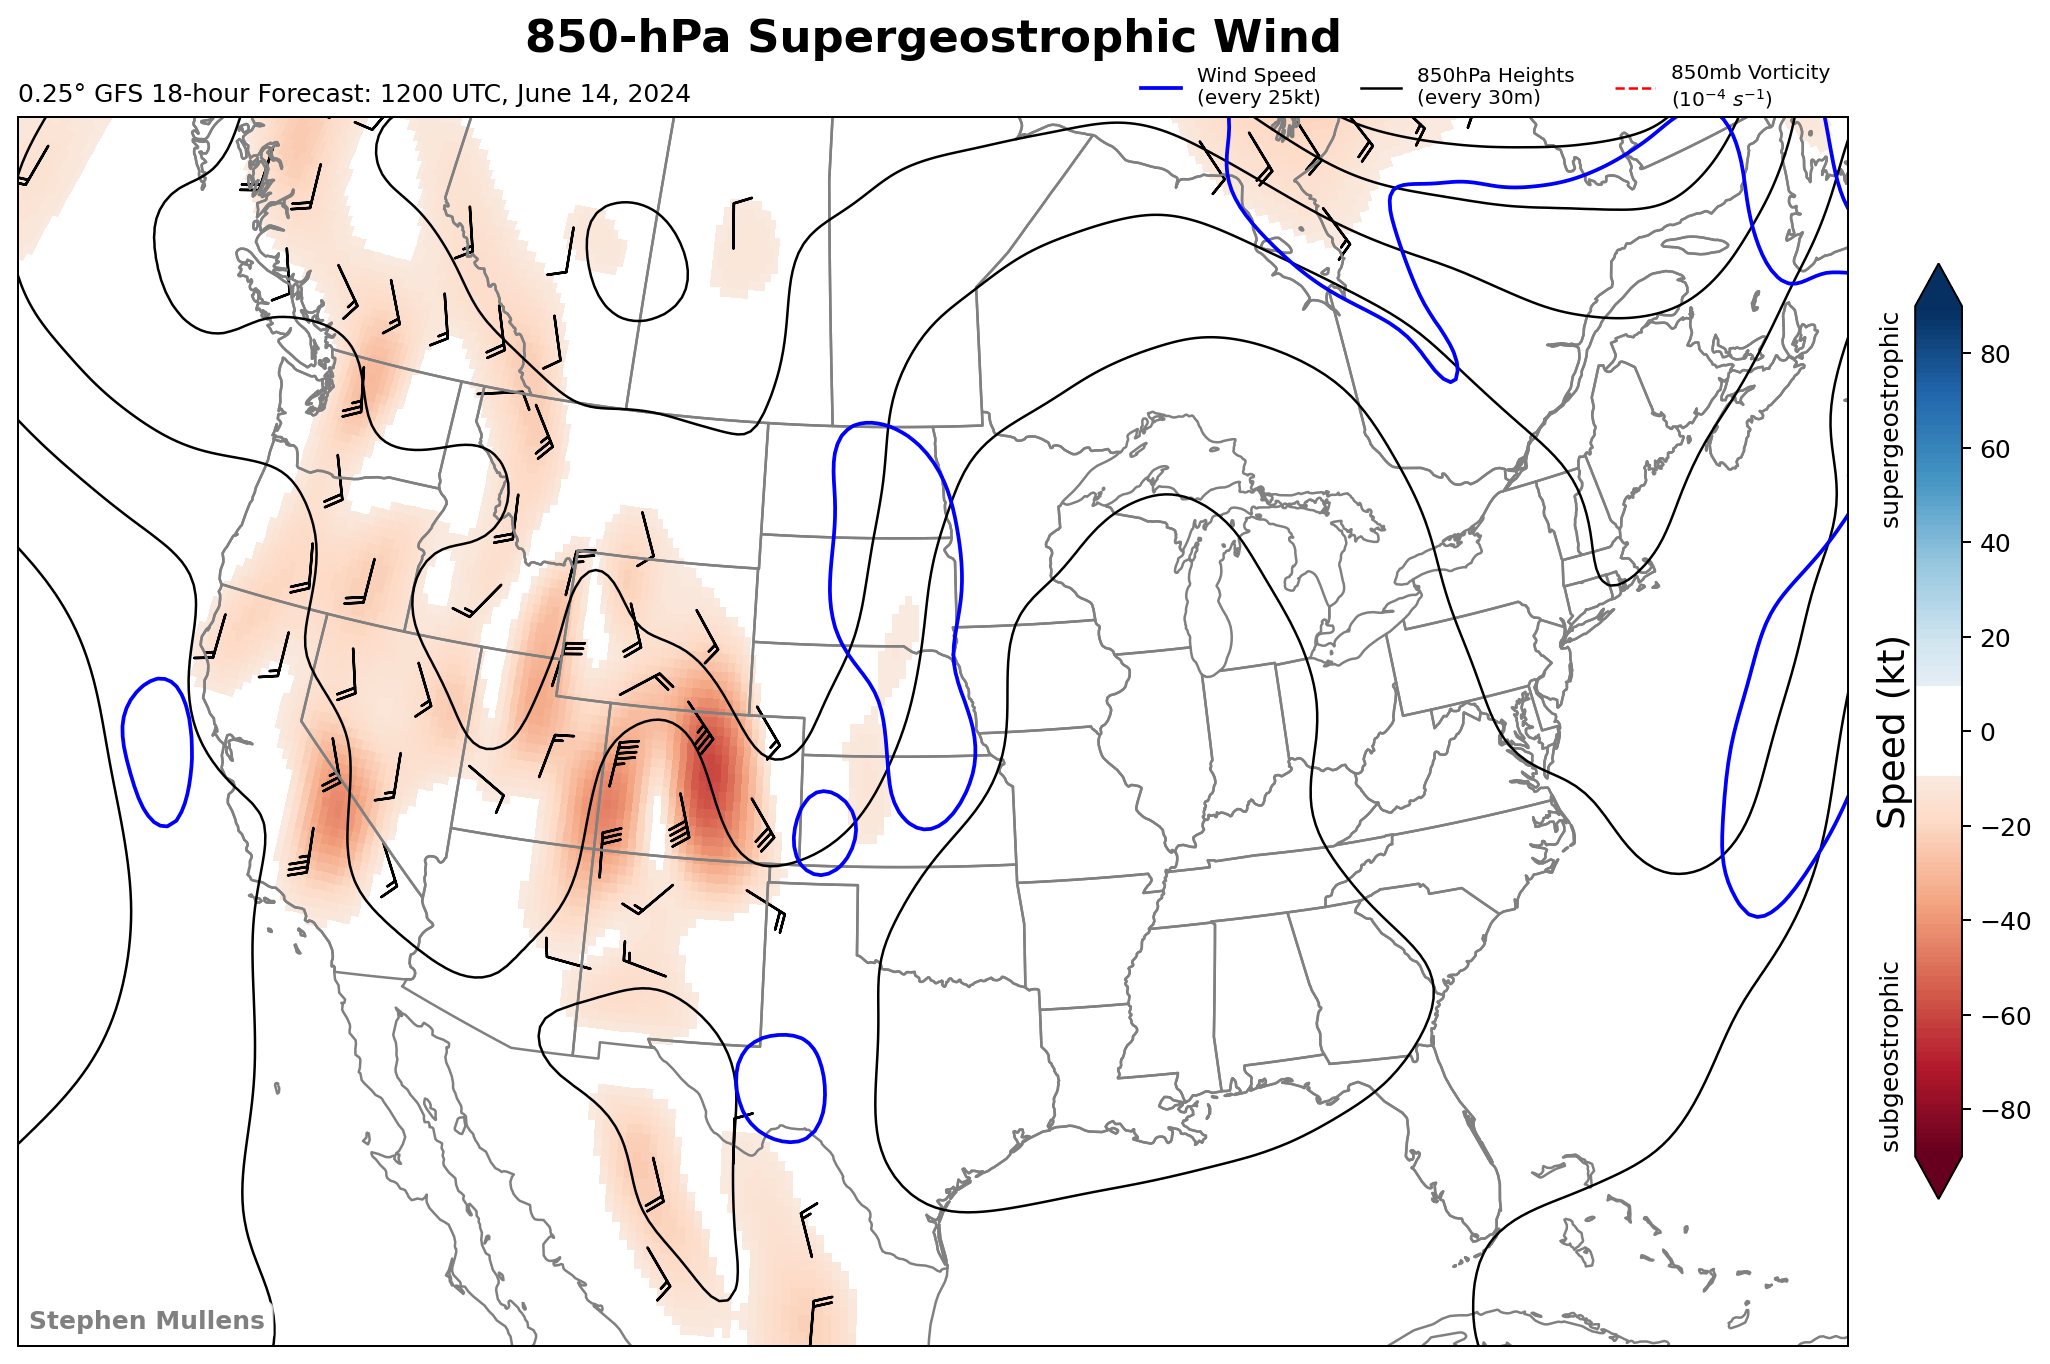 850-hPa Supergeostrophic Wind
0.25° GFS 18-hour Forecast: 1200 UTC, June 14, 2024
Wind Speed
(every 25kt)
850hPa Heights
(every 30m)
850mb Vorticity
(10⁻⁴ s⁻¹)
supergeostrophic
Speed (kt)
subgeostrophic
80
60
40
20
0
−20
−40
−60
−80
Stephen Mullens